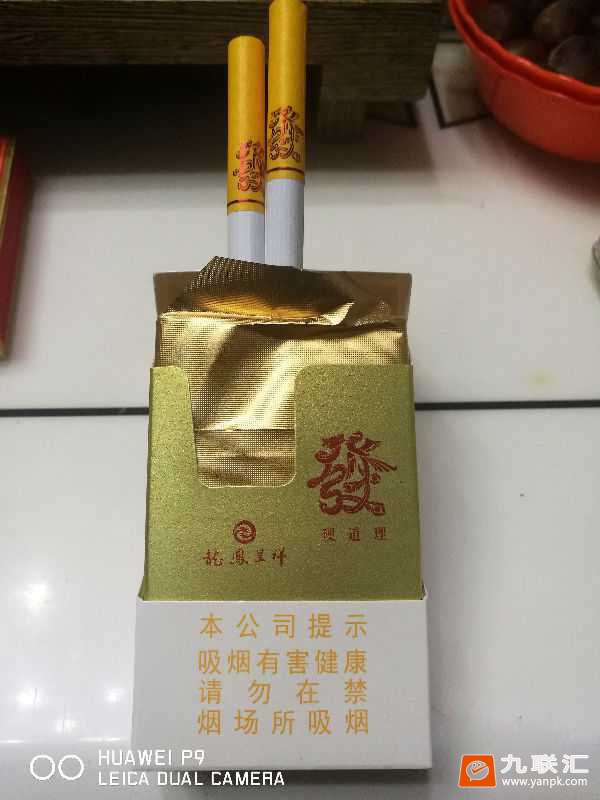 發
發
發
硬道理
龍鳳呈祥
本公司提示
吸烟有害健康
请勿在禁
烟场所吸烟
HUAWEI P9
LEICA DUAL CAMERA
九联汇
www.yanpk.com